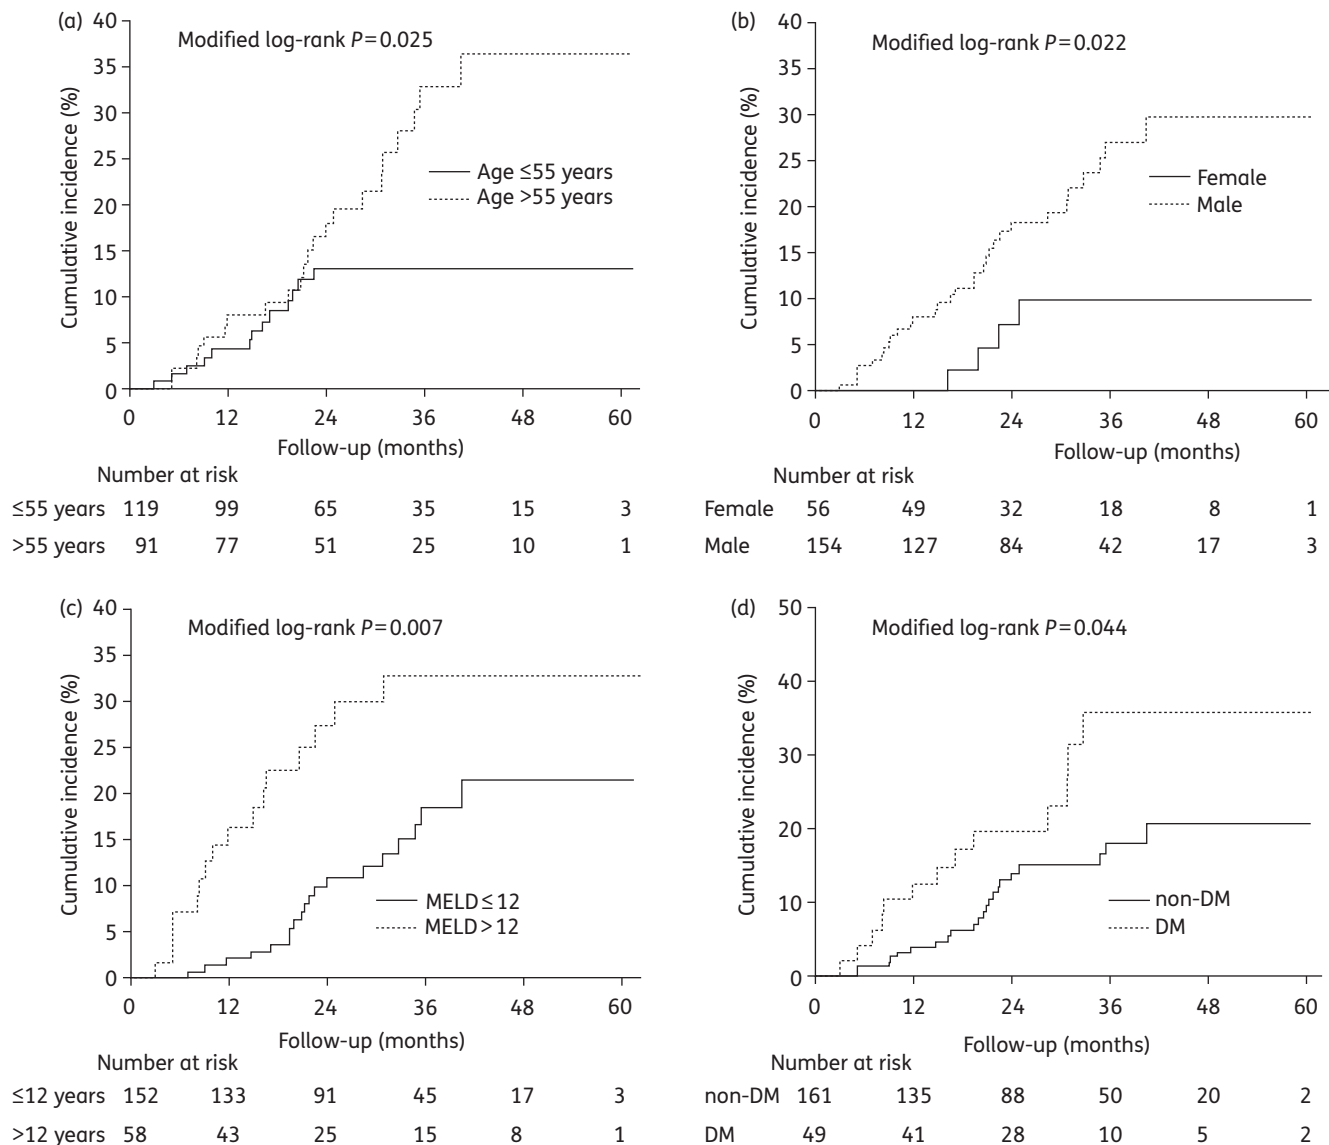 (a)
Modified log-rank P=0.025
Cumulative incidence (%)
40
35
30
25
20
15
10
5
0
Age ≤55 years
Age >55 years
0 12 24 36 48 60
Follow-up (months)
Number at risk
≤55 years 119 99 65 35 15 3
>55 years 91 77 51 25 10 1
(b)
Modified log-rank P=0.022
Cumulative incidence (%)
40
35
30
25
20
15
10
5
0
Female
Male
0 12 24 36 48 60
Follow-up (months)
Number at risk
Female 56 49 32 18 8 1
Male 154 127 84 42 17 3
(c)
Modified log-rank P=0.007
Cumulative incidence (%)
40
35
30
25
20
15
10
5
0
MELD≤12
MELD>12
0 12 24 36 48 60
Follow-up (months)
Number at risk
≤12 years 152 133 91 45 17 3
>12 years 58 43 25 15 8 1
(d)
Modified log-rank P=0.044
Cumulative incidence (%)
50
40
30
20
10
0
non-DM
DM
0 12 24 36 48 60
Follow-up (months)
Number at risk
non-DM 161 135 88 50 20 2
DM 49 41 28 10 5 2